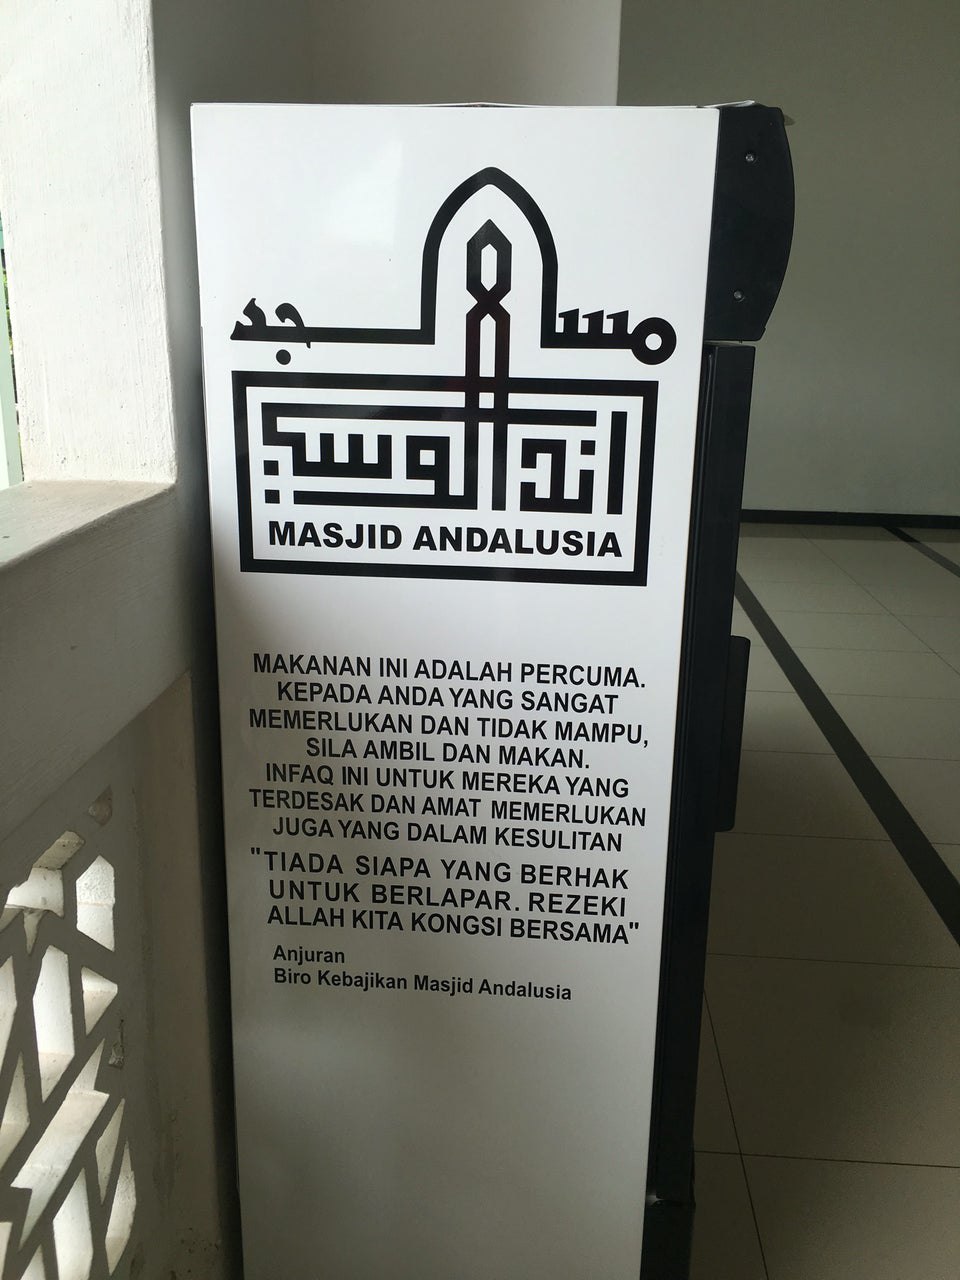 مسجد
اندالوسيا
MASJID ANDALUSIA
MAKANAN INI ADALAH PERCUMA.
KEPADA ANDA YANG SANGAT
MEMERLUKAN DAN TIDAK MAMPU,
SILA AMBIL DAN MAKAN.
INFAQ INI UNTUK MEREKA YANG
TERDESAK DAN AMAT MEMERLUKAN
JUGA YANG DALAM KESULITAN
"TIADA SIAPA YANG BERHAK
UNTUK BERLAPAR. REZEKI
ALLAH KITA KONGSI BERSAMA"
Anjuran
Biro Kebajikan Masjid Andalusia